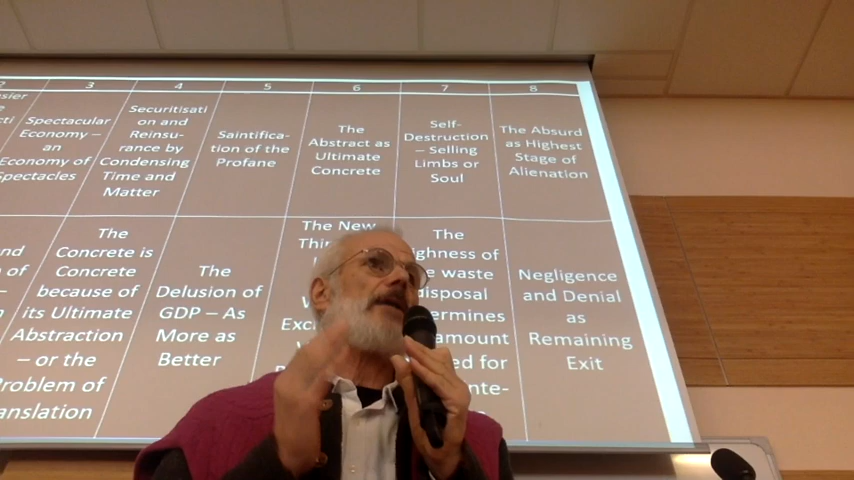 3
4
5
6
7
8
Spectacular
Economy –
an
Economy of
Spectacles
Securitisati
on and
Reinsu-
rance by
Condensing
Time and
Matter
Saintifica-
tion of the
Profane
The
Abstract as
Ultimate
Concrete
Self-
Destruction
– Selling
Limbs or
Soul
The Absurd
as Highest
Stage of
Alienation
of
–
The
Concrete is
Concrete
because of
its Ultimate
Abstraction
– or the
Problem of
The
Delusion of
GDP – As
More as
Better
The New
The
waste
disposal
amount
for
Negligence
and Denial
as
Remaining
Exit